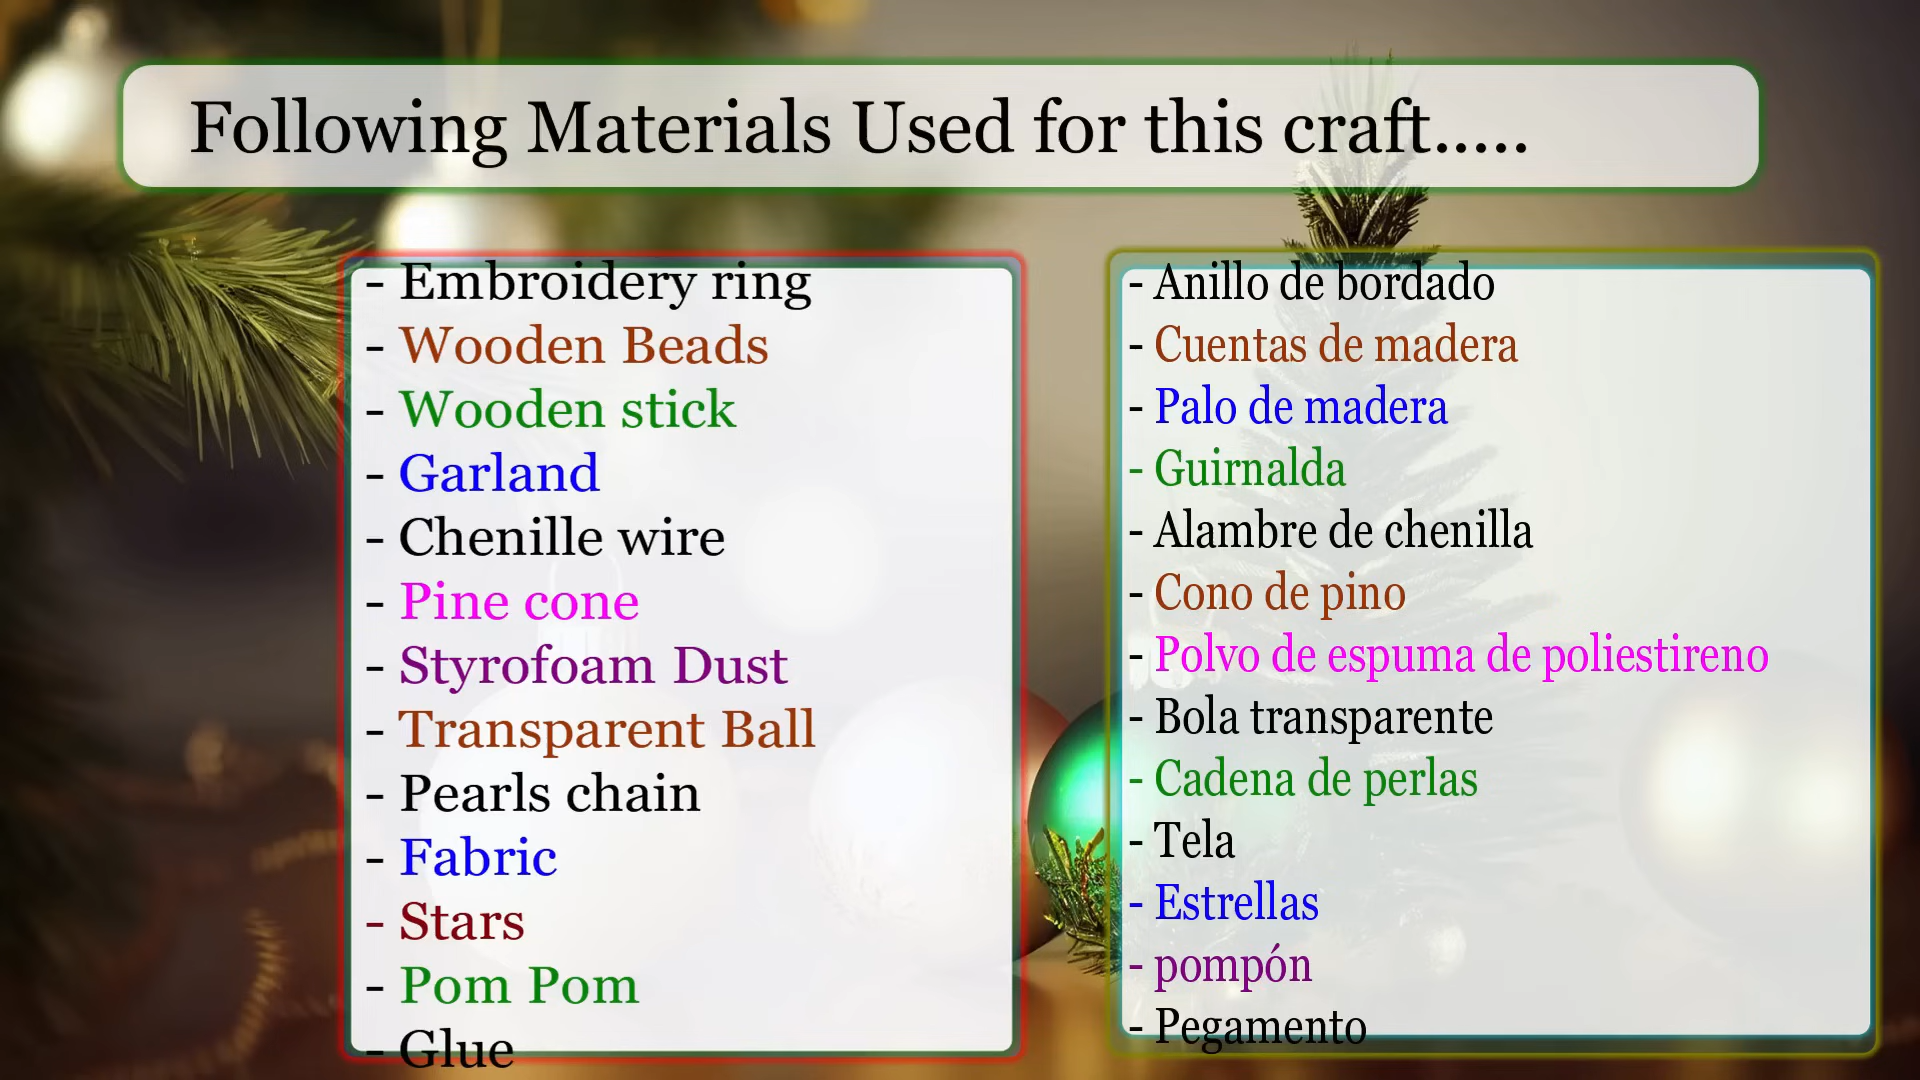 Following Materials Used for this craft.....
- Embroidery ring
- Wooden Beads
- Wooden stick
- Garland
- Chenille wire
- Pine cone
- Styrofoam Dust
- Transparent Ball
- Pearls chain
- Fabric
- Stars
- Pom Pom
- Glue
- Anillo de bordado
- Cuentas de madera
- Palo de madera
- Guirnalda
- Alambre de chenilla
- Cono de pino
- Polvo de espuma de poliestireno
- Bola transparente
- Cadena de perlas
- Tela
- Estrellas
- pompón
- Pegamento